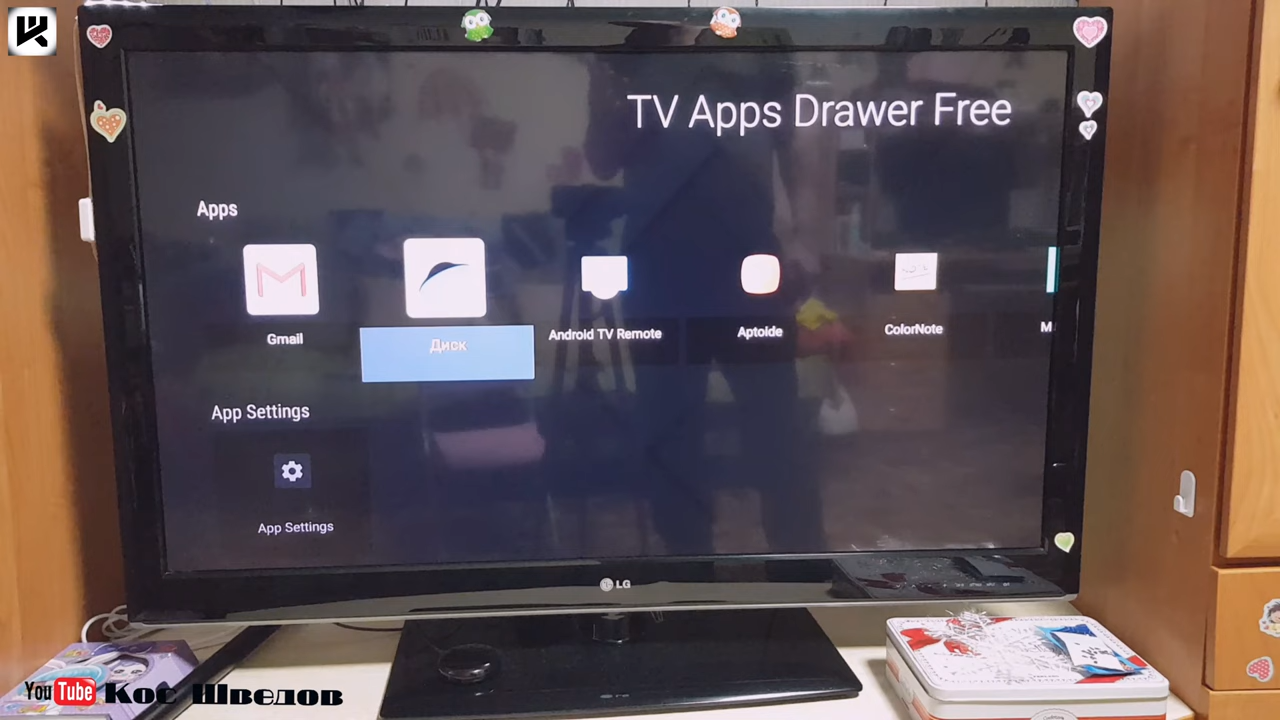 TV Apps Drawer Free
Apps
Gmail
Диск
Android TV Remote
Aptoide
ColorNote
M
App Settings
App Settings
LG
YouTube Кос Шведов